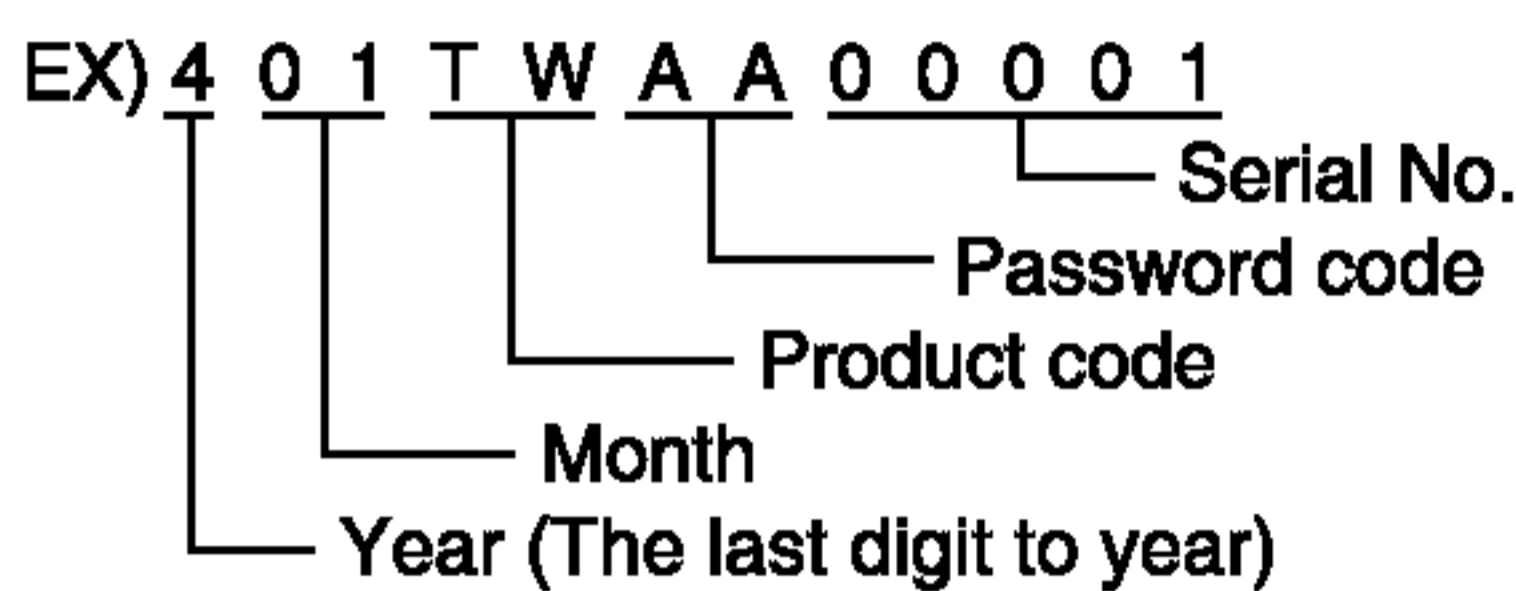 EX) 4 0 1 T W A A 0 0 0 0 1
Serial No.
Password code
Product code
Month
Year (The last digit to year)